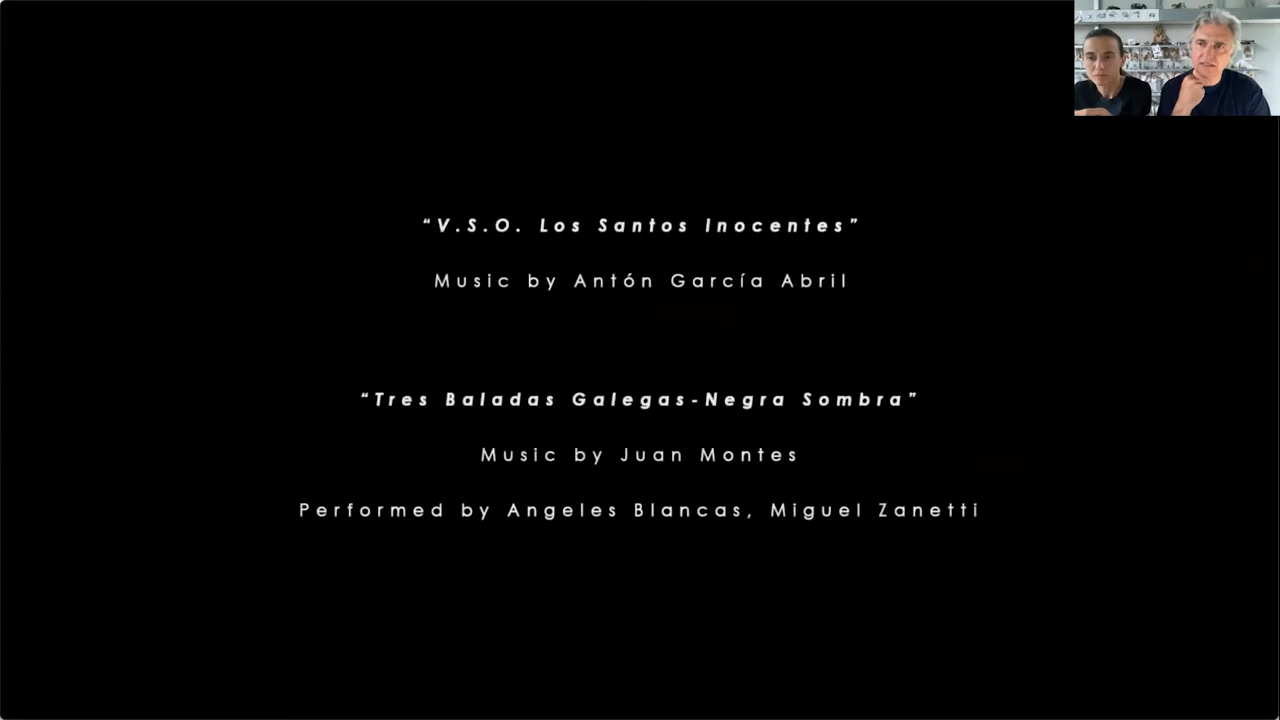 “V.S.O. Los Santos Inocentes”
Music by Antón García Abril
“Tres Baladas Galegas-Negra Sombra”
Music by Juan Montes
Performed by Angeles Blancas, Miguel Zanetti